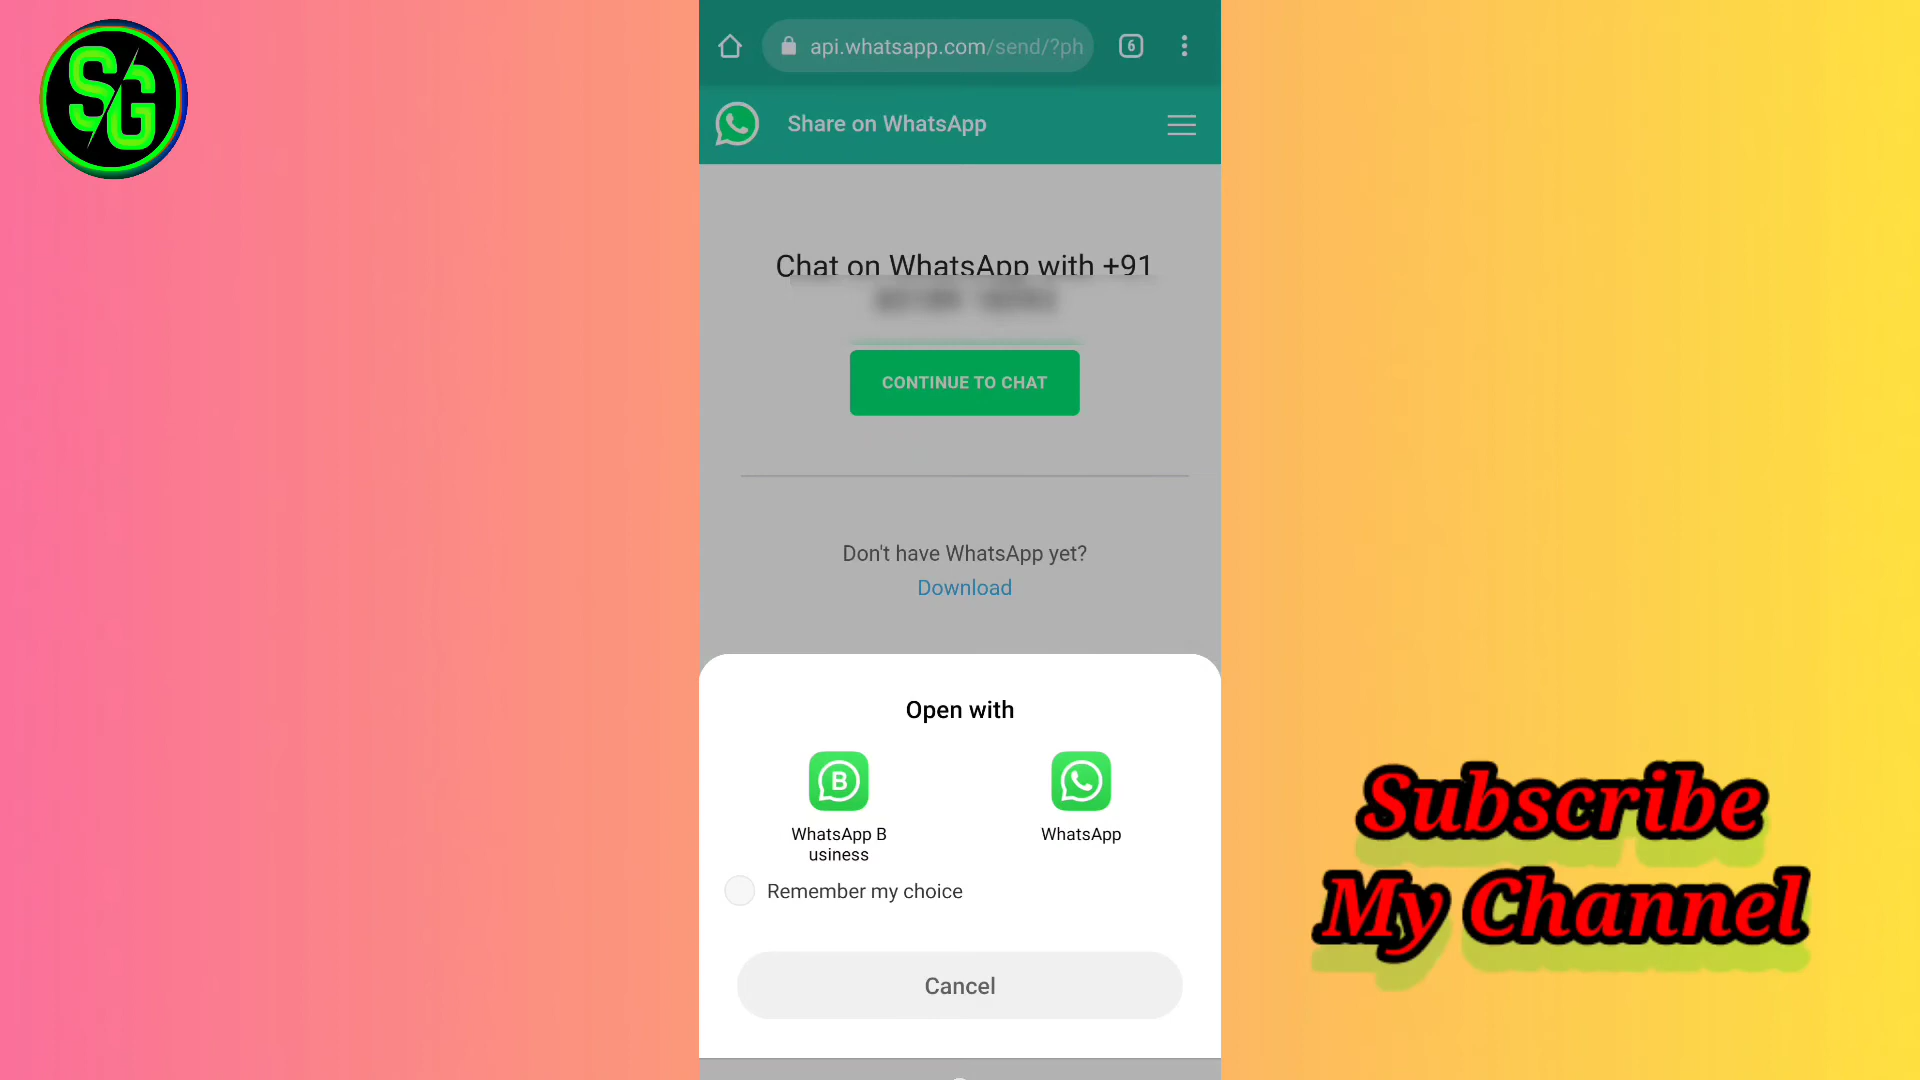 SG
api.whatsapp.com/send/?ph
6
Share on WhatsApp
Chat on WhatsApp with +91
CONTINUE TO CHAT
Don't have WhatsApp yet?
Download
Open with
B
WhatsApp B
usiness
WhatsApp
Remember my choice
Cancel
Subscribe
My Channel